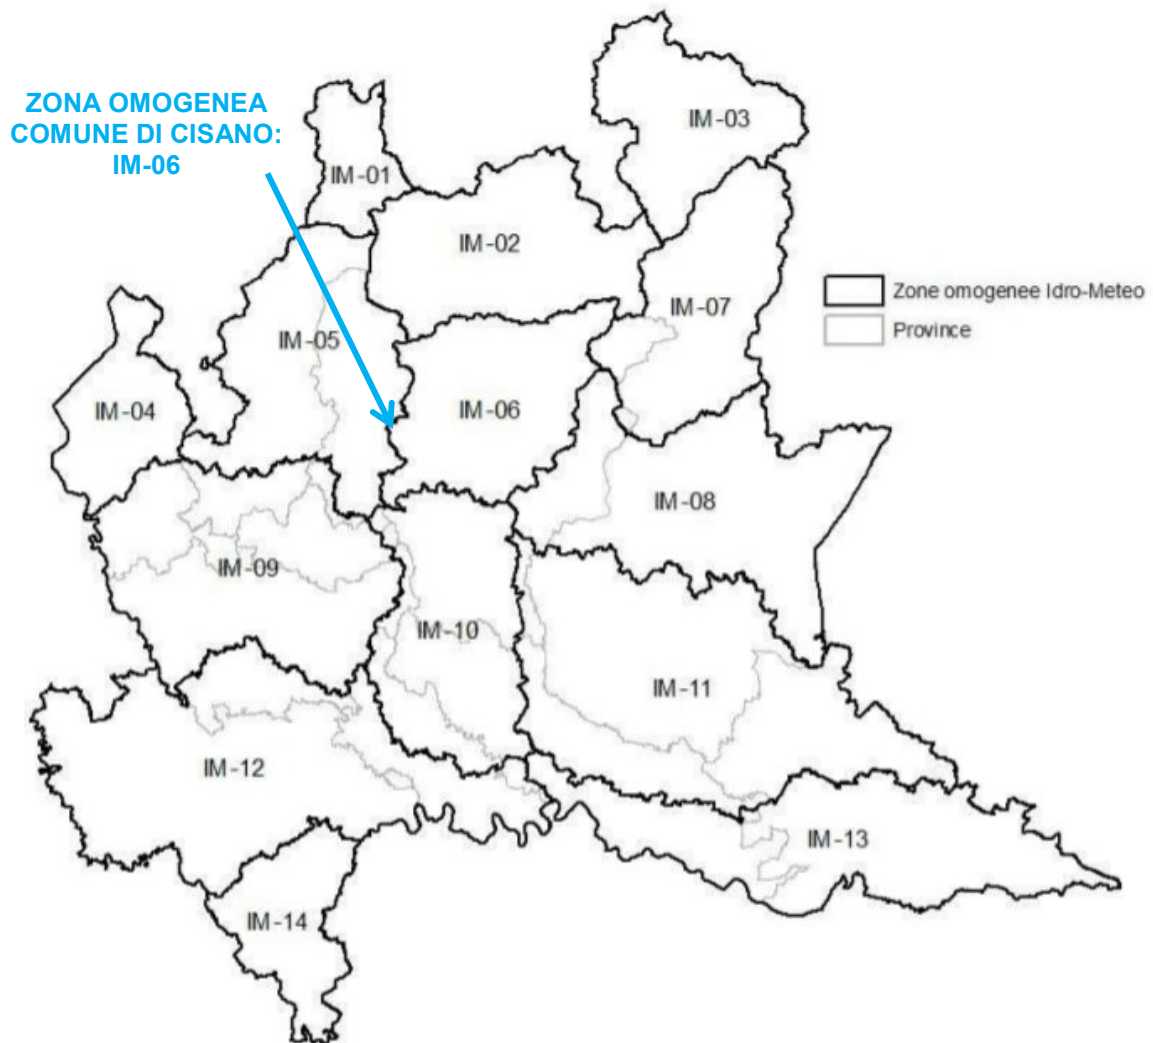 ZONA OMOGENEA
COMUNE DI CISANO:
IM-06
IM-03
IM-01
IM-02
IM-07
Zone omogenee Idro-Meteo
Province
IM-05
IM-04
IM-06
IM-08
IM-09
IM-10
IM-11
IM-12
IM-13
IM-14